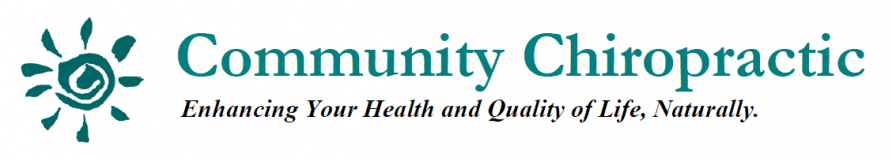 Community Chiropractic
Enhancing Your Health and Quality of Life, Naturally.